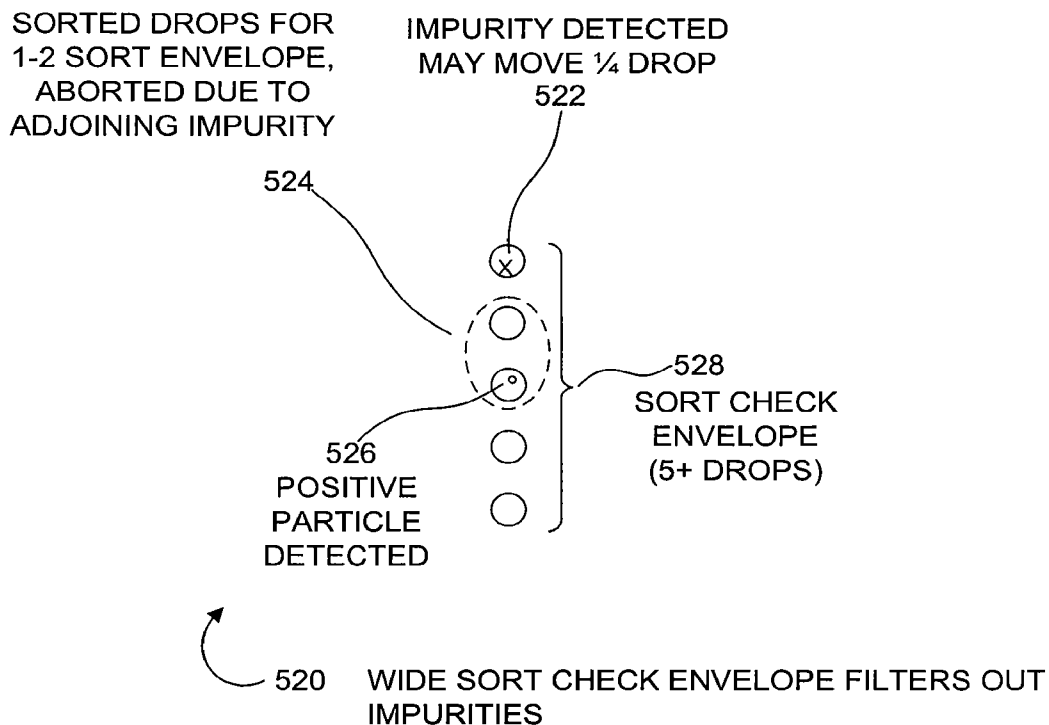 SORTED DROPS FOR
1-2 SORT ENVELOPE,
ABORTED DUE TO
ADJOINING IMPURITY
524
IMPURITY DETECTED
MAY MOVE ¼ DROP
522
X
528
SORT CHECK
ENVELOPE
(5+ DROPS)
526
POSITIVE
PARTICLE
DETECTED
520 WIDE SORT CHECK ENVELOPE FILTERS OUT
IMPURITIES